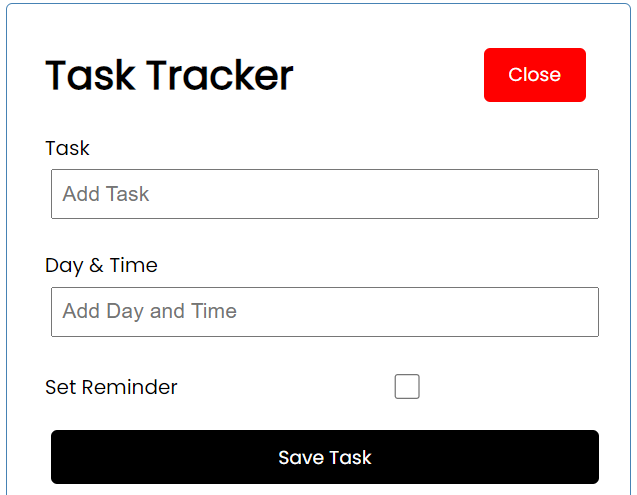 Task Tracker
Close
Task
Add Task
Day & Time
Add Day and Time
Set Reminder
Save Task